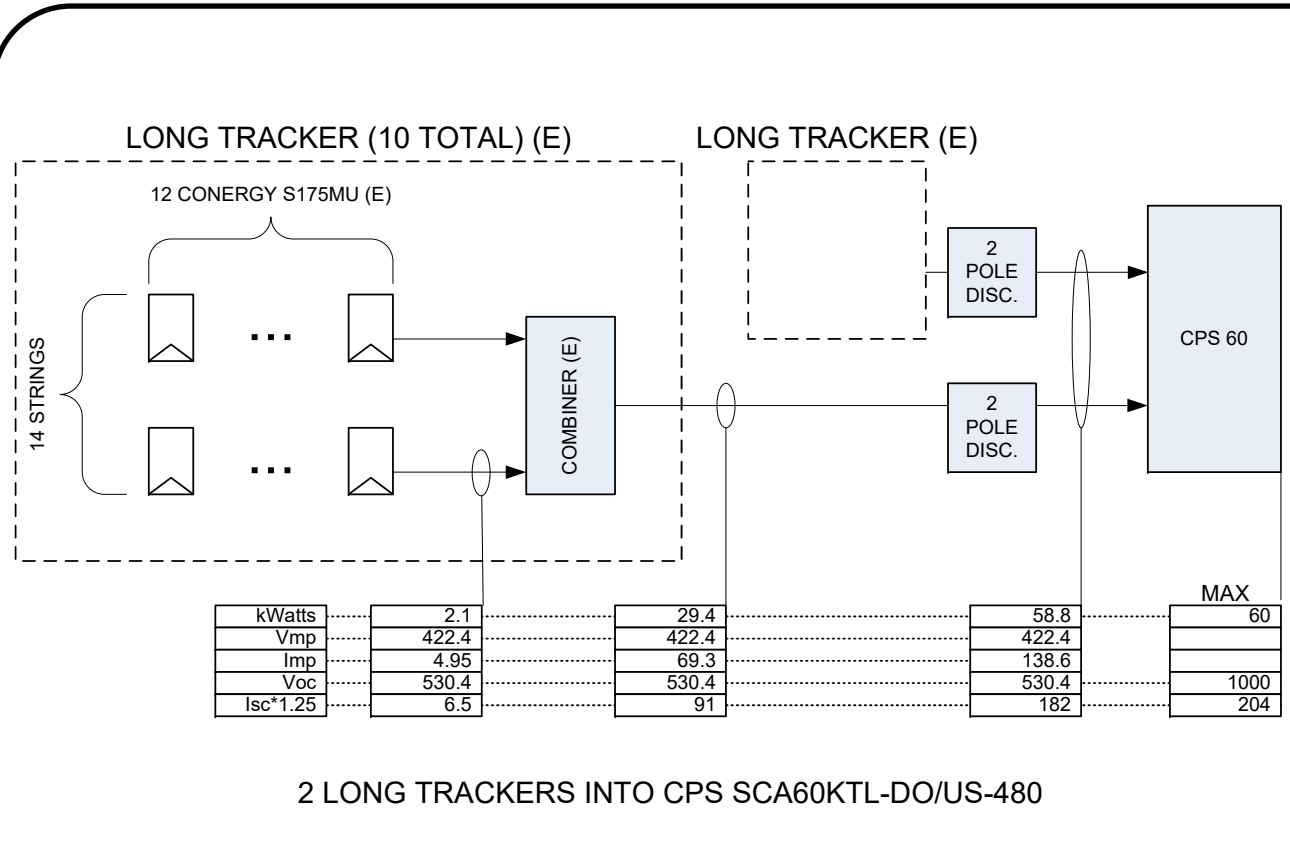 LONG TRACKER (10 TOTAL) (E)
LONG TRACKER (E)
12 CONERGY S175MU (E)
14 STRINGS
...
...
COMBINER (E)
2
POLE
DISC.
2
POLE
DISC.
CPS 60
MAX
kWatts 2.1 29.4 58.8 60
Vmp 422.4 422.4 422.4
Imp 4.95 69.3 138.6
Voc 530.4 530.4 530.4 1000
Isc*1.25 6.5 91 182 204
2 LONG TRACKERS INTO CPS SCA60KTL-DO/US-480